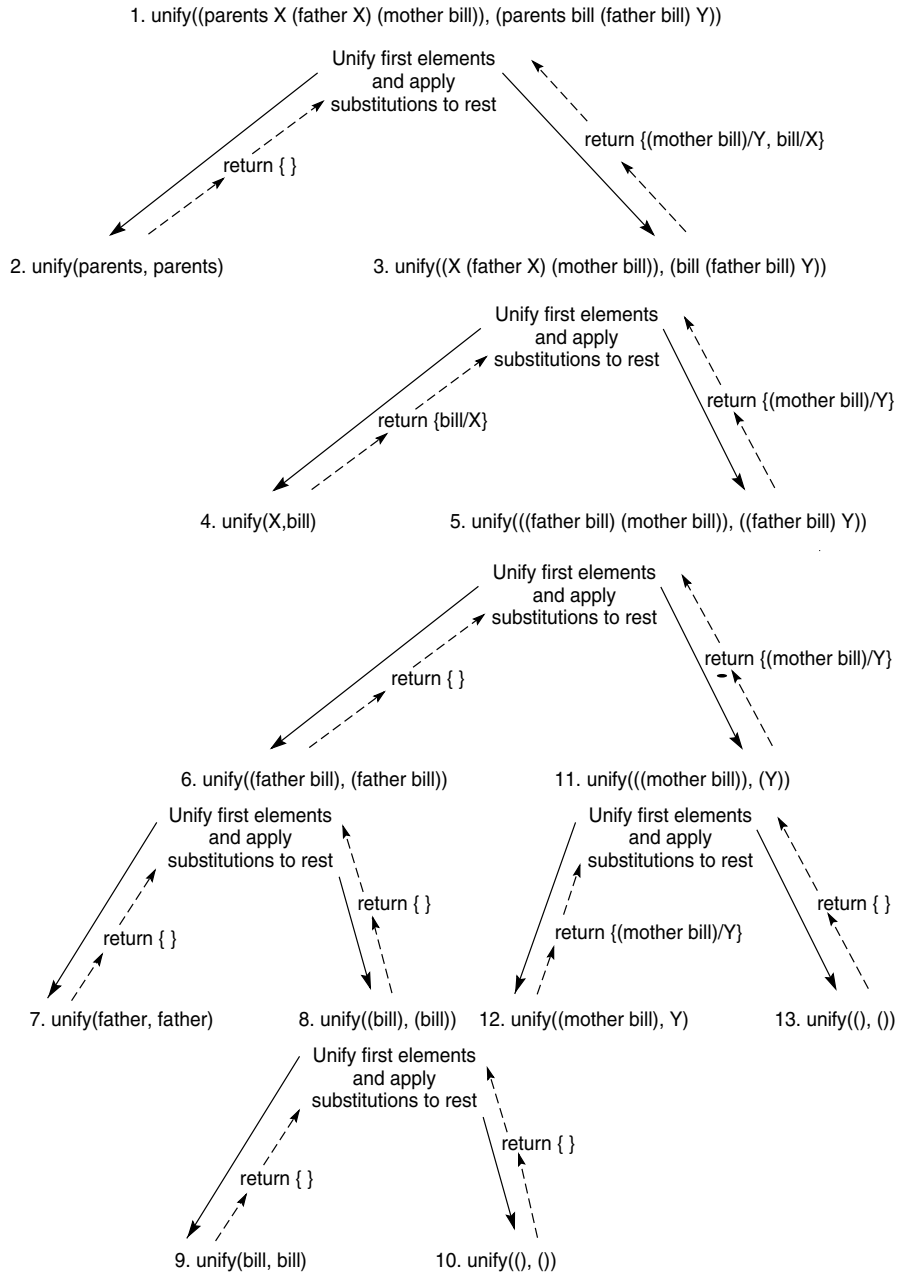 1. unify((parents X (father X) (mother bill)), (parents bill (father bill) Y))
Unify first elements
and apply
substitutions to rest
return {(mother bill)/Y, bill/X}
return { }
2. unify(parents, parents)
3. unify((X (father X) (mother bill)), (bill (father bill) Y))
Unify first elements
and apply
substitutions to rest
return {(mother bill)/Y}
return {bill/X}
4. unify(X,bill)
5. unify(((father bill) (mother bill)), ((father bill) Y))
Unify first elements
and apply
substitutions to rest
return {(mother bill)/Y}
return { }
6. unify((father bill), (father bill))
11. unify(((mother bill)), (Y))
Unify first elements
and apply
substitutions to rest
Unify first elements
and apply
substitutions to rest
return { }
return { }
return { }
return {(mother bill)/Y}
7. unify(father, father)
8. unify((bill), (bill))
12. unify((mother bill), Y)
13. unify((), ())
Unify first elements
and apply
substitutions to rest
return { }
return { }
9. unify(bill, bill)
10. unify((), ())